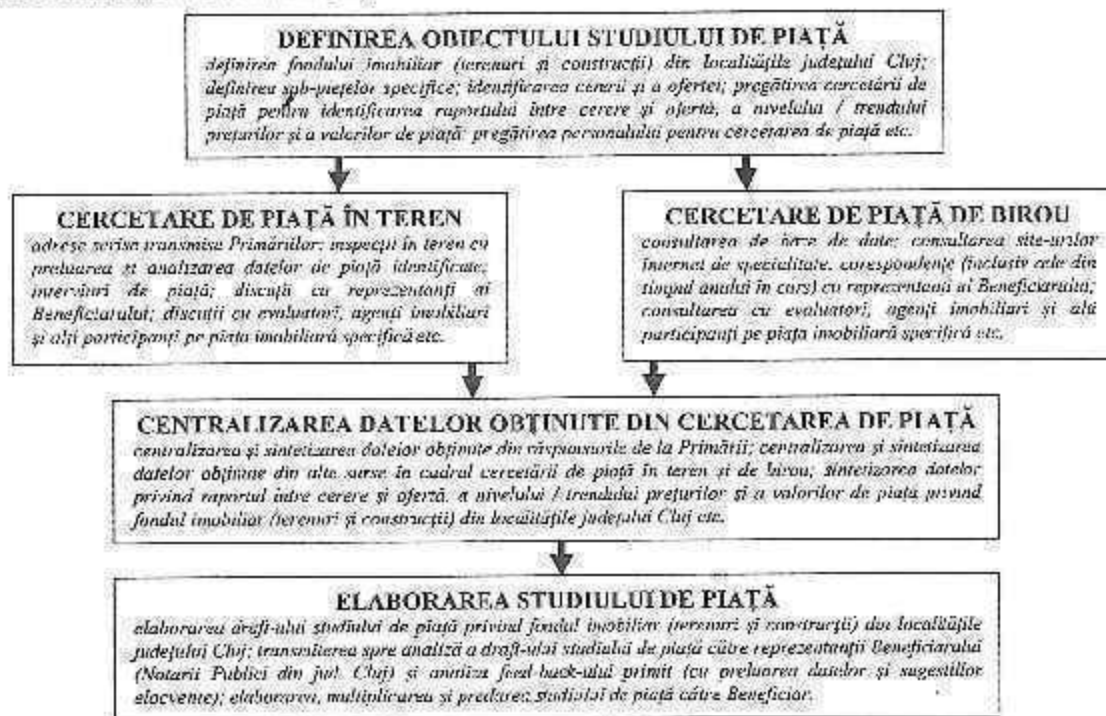 DEFINIREA OBIECTULUI STUDIULUI DE PIAȚĂ
definirea fondului imobiliar (terenuri și construcții) din localitățile județului Cluj;
definirea sub-piețelor specifice; identificarea cererii și a ofertei; pregătirea cercetării de
piață pentru identificarea raportului între cerere și ofertă, a nivelului / trendului
prețurilor și a valorilor de piață; pregătirea personalului pentru cercetarea de piață etc.
CERCETARE DE PIAȚĂ ÎN TEREN
adrese scrise transmise Primăriilor; inspecții în teren cu
preluarea și analizarea datelor de piață identificate;
interviuri de piață; discuții cu reprezentanți ai
Beneficiarului; discuții cu evaluatori, agenți imobiliari
și alți participanți pe piața imobiliară specifică etc.
CERCETARE DE PIAȚĂ DE BIROU
consultarea de baze de date; consultarea site-urilor
internet de specialitate, corespondențe (inclusiv cele din
timpul anului în curs) cu reprezentanții ai Beneficiarului;
consultarea cu evaluatori, agenți imobiliari și alți
participanți pe piața imobiliară specifică etc.
CENTRALIZAREA DATELOR OBȚINUTE DIN CERCETAREA DE PIAȚĂ
centralizarea și sintetizarea datelor obținute din răspunsurile de la Primării; centralizarea și sintetizarea
datelor obținute din alte surse în cadrul cercetării de piață în teren și de birou; sintetizarea datelor
privind raportul între cerere și ofertă, a nivelului / trendului prețurilor și a valorilor de piață privind
fondul imobiliar (terenuri și construcții) din localitățile județului Cluj etc.
ELABORAREA STUDIULUI DE PIAȚĂ
elaborarea draft-ului studiului de piață privind fondul imobiliar (terenuri și construcții) din localitățile
județului Cluj; transmiterea spre analiză a draft-ului studiului de piață către reprezentanții Beneficiarului
(Notarii Publici din jud. Cluj) și analiza feed-back-ului primit (cu preluarea datelor și sugestiilor
elocvente); elaborarea, multiplicarea și predarea studiului de piață către Beneficiar.